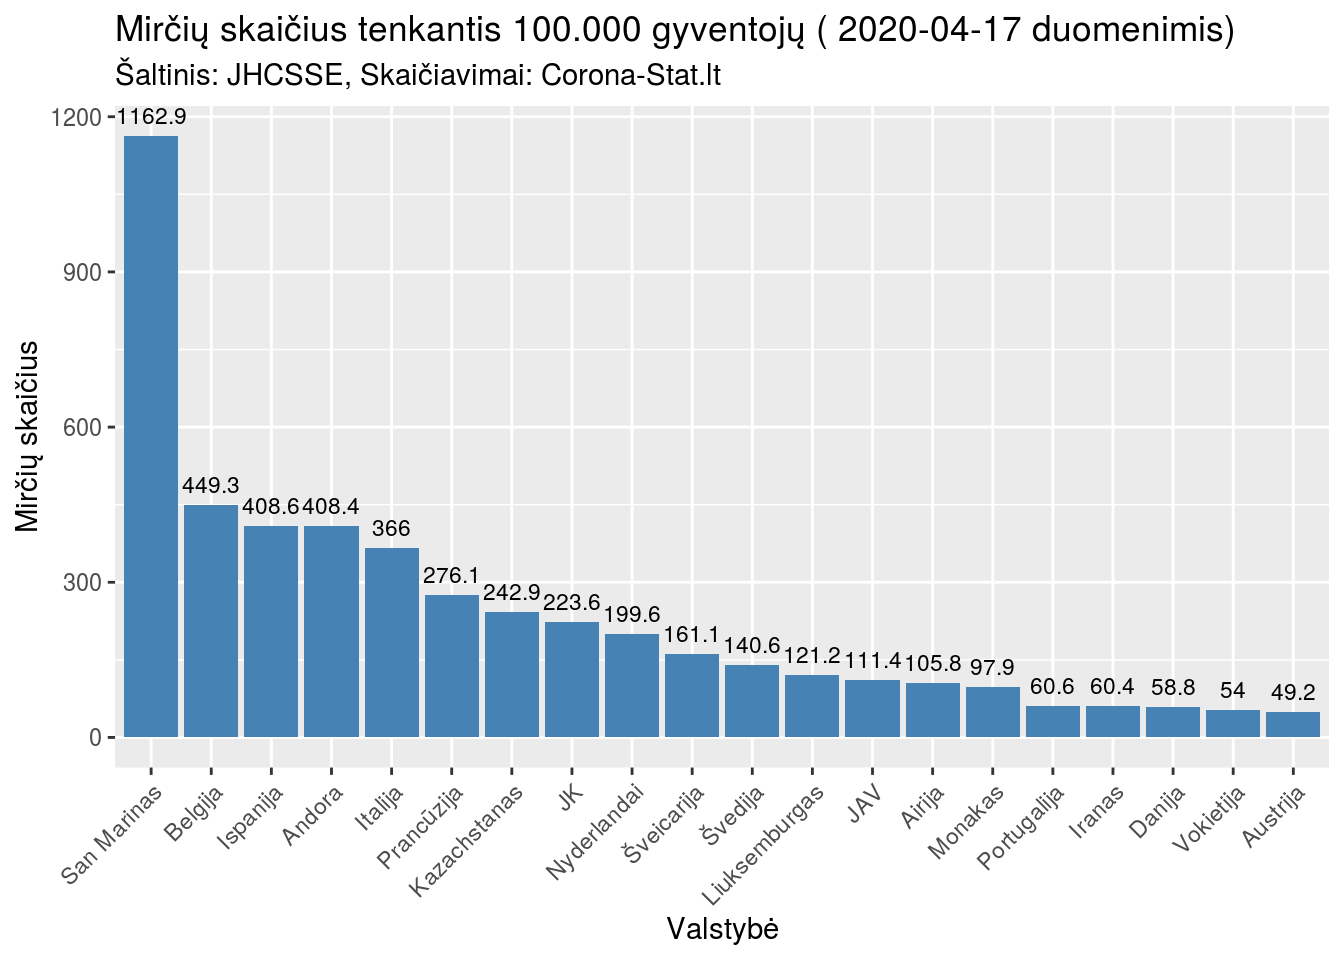 Mirčių skaičius tenkantis 100.000 gyventojų ( 2020-04-17 duomenimis)
Šaltinis: JHCSSE, Skaičiavimai: Corona-Stat.lt
Mirčių skaičius
1200
900
600
300
0
1162.9
449.3
408.6
408.4
366
276.1
242.9
223.6
199.6
161.1
140.6
121.2
111.4
105.8
97.9
60.6
60.4
58.8
54
49.2
San Marinas
Belgija
Ispanija
Andora
Italija
Prancūzija
Kazachstanas
JK
Nyderlandai
Šveicarija
Švedija
Liuksemburgas
JAV
Airija
Monakas
Portugalija
Iranas
Danija
Vokietija
Austrija
Valstybė